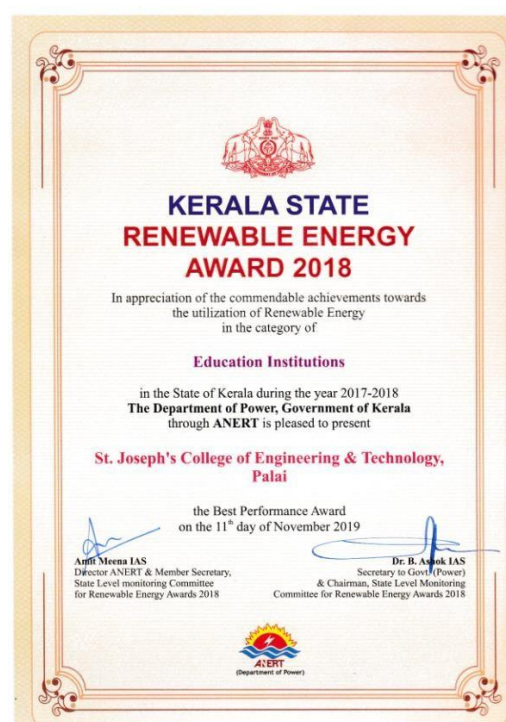 KERALA STATE
RENEWABLE ENERGY
AWARD 2018
In appreciation of the commendable achievements towards
the utilization of Renewable Energy
in the category of
Education Institutions
in the State of Kerala during the year 2017-2018
The Department of Power, Government of Kerala
through ANERT is pleased to present
St. Joseph's College of Engineering & Technology,
Palai
the Best Performance Award
on the 11th day of November 2019
Amit Meena IAS
Director ANERT & Member Secretary,
State Level monitoring Committee
for Renewable Energy Awards 2018
Dr. B. Ashok IAS
Secretary to Govt. (Power)
& Chairman, State Level Monitoring
Committee for Renewable Energy Awards 2018
ANERT
(Department of Power)